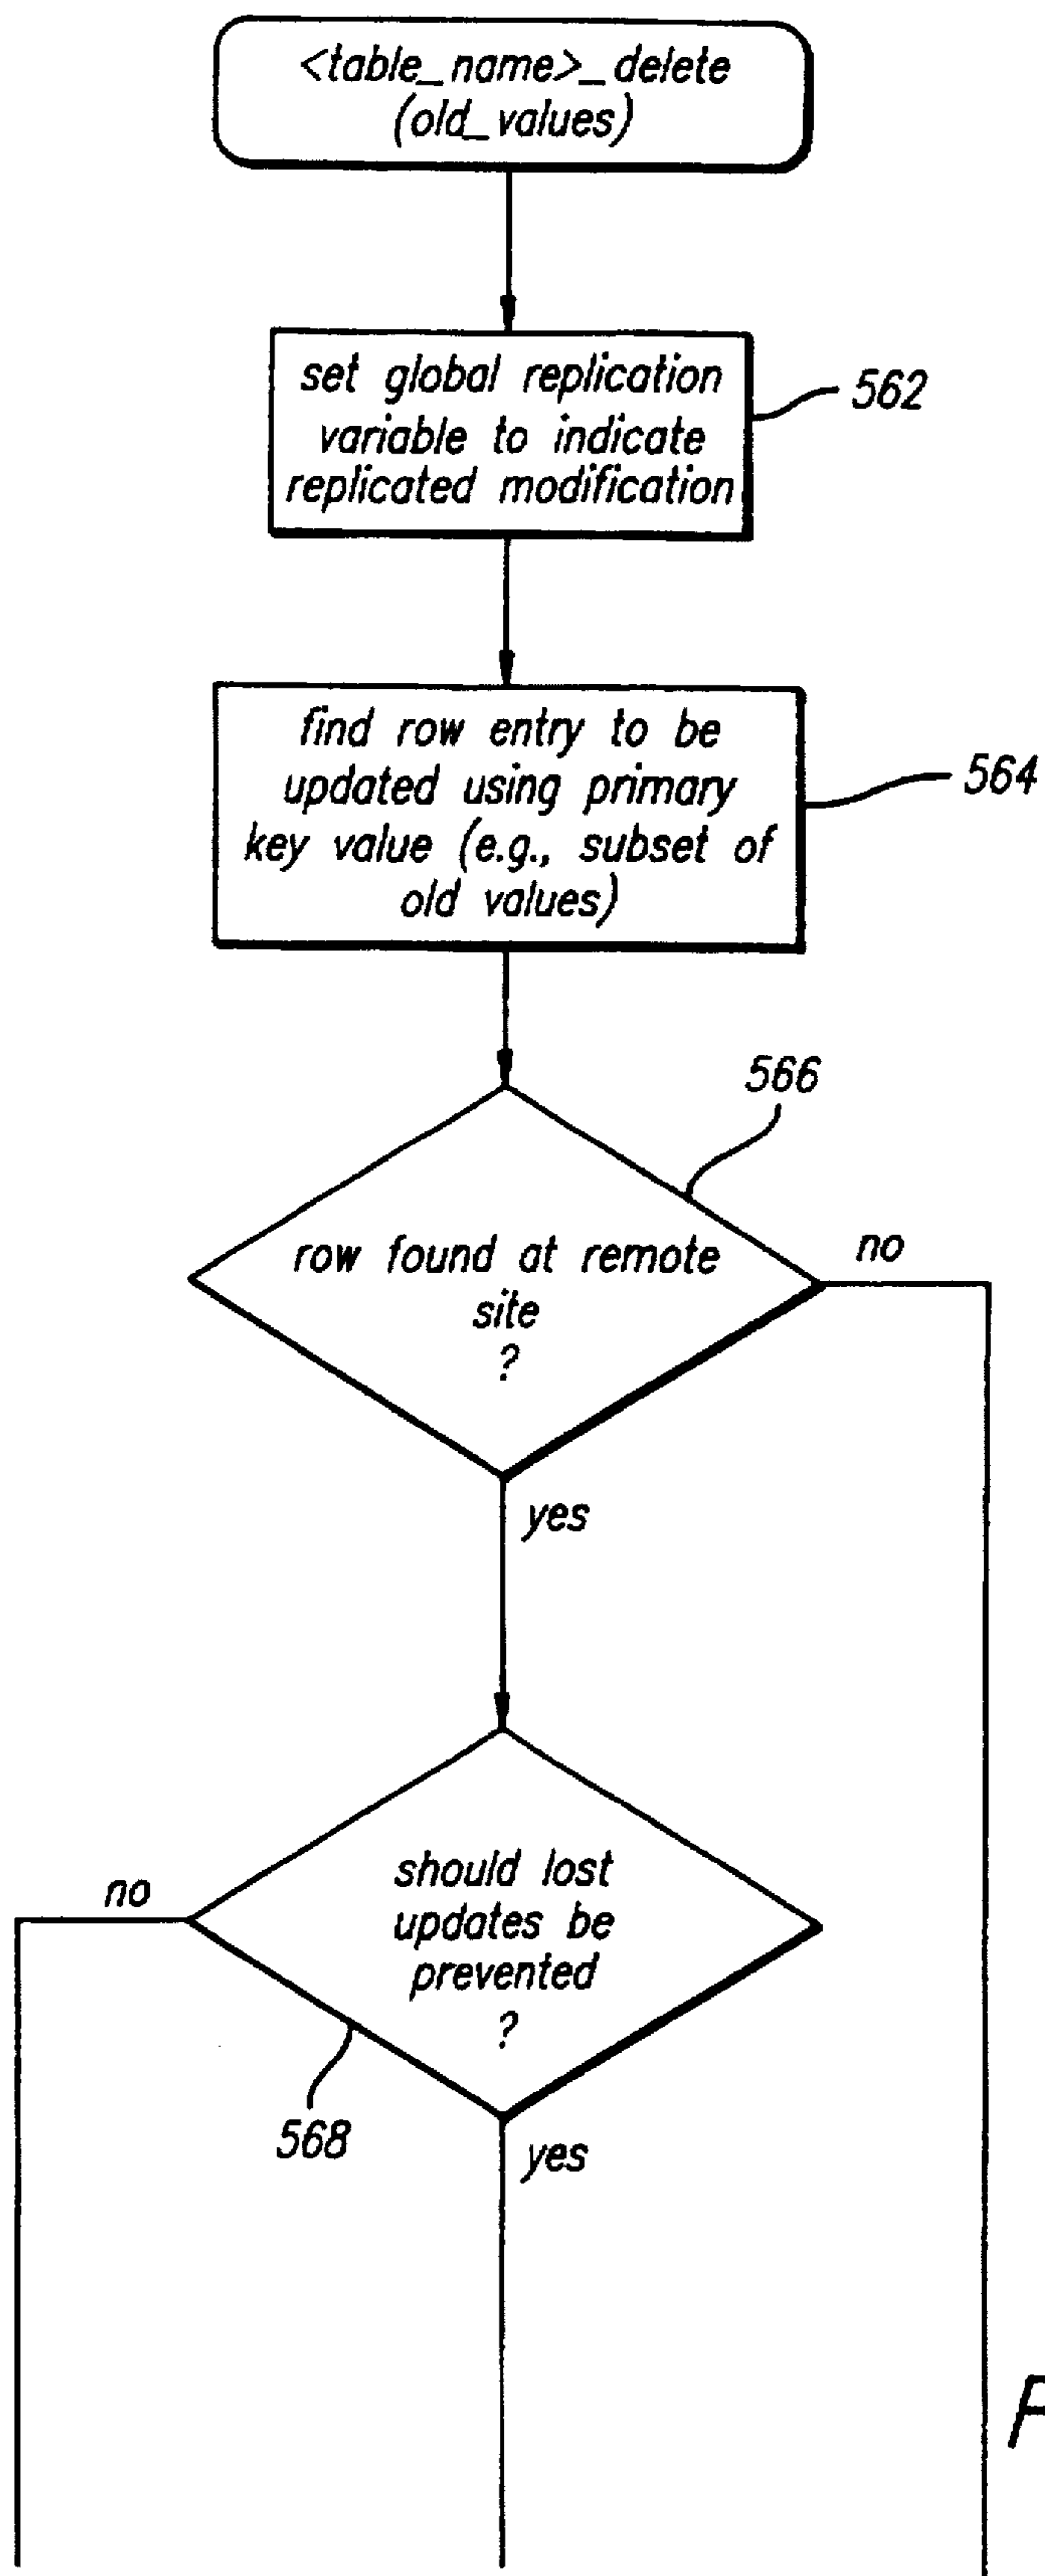 <table_name>_delete
(old_values)
set global replication
variable to indicate
replicated modification
562
find row entry to be
updated using primary
key value (e.g., subset of
old values)
564
566
row found at remote
site
?
no
yes
should lost
updates be
prevented
?
no
568
yes
F